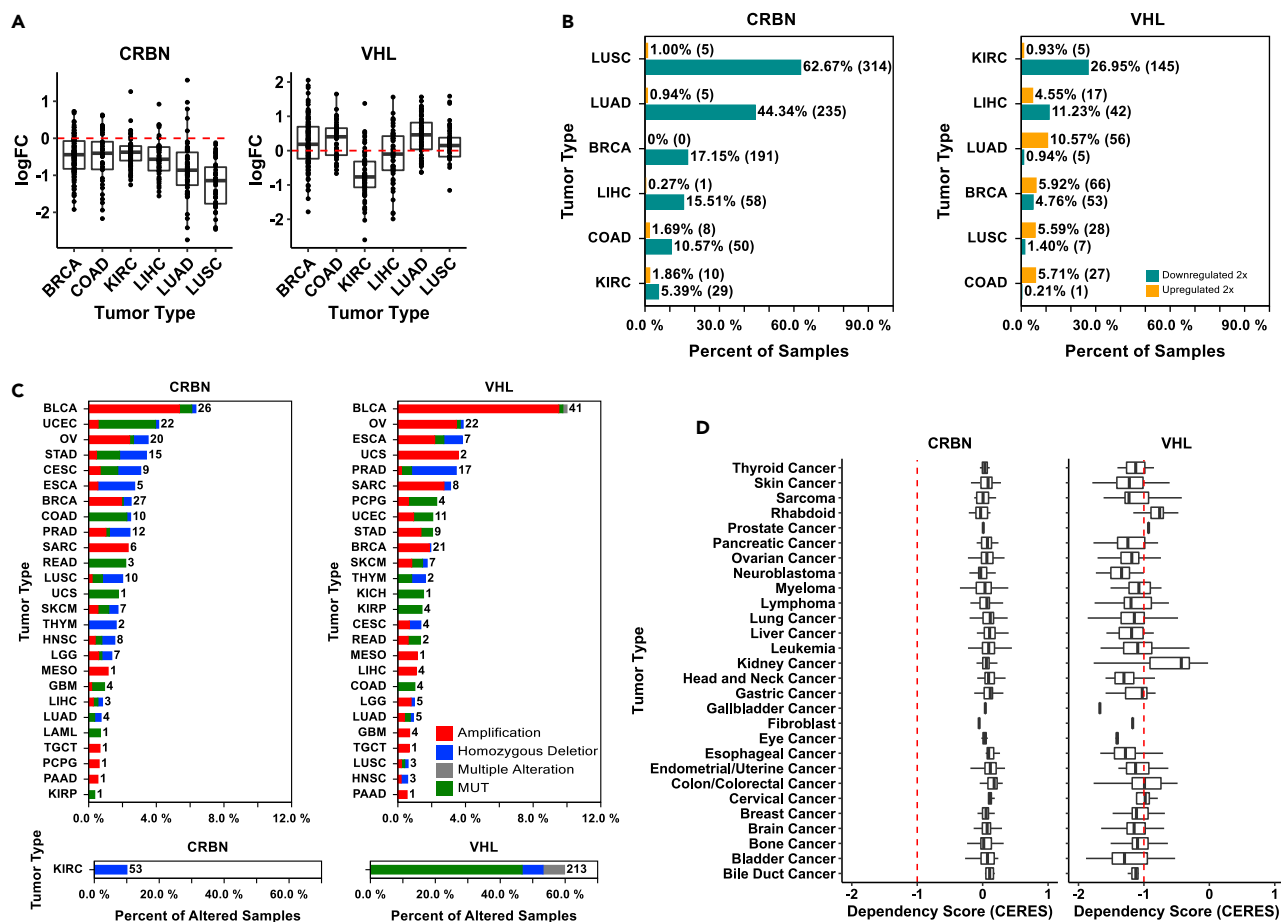 A
CRBN
VHL
logFC
2
1
0
-1
-2
BRCA
COAD
KIRC
LIHC
LUAD
LUSC
Tumor Type
logFC
2
1
0
-1
-2
BRCA
COAD
KIRC
LIHC
LUAD
LUSC
Tumor Type
B
CRBN
Tumor Type
LUSC 1.00% (5)
62.67% (314)
LUAD 0.94% (5)
44.34% (235)
BRCA 0% (0)
17.15% (191)
LIHC 0.27% (1)
15.51% (58)
COAD 1.69% (8)
10.57% (50)
KIRC 1.86% (10)
5.39% (29)
0.0 % 30.0 % 60.0 % 90.0 %
Percent of Samples
VHL
Tumor Type
KIRC 0.93% (5)
26.95% (145)
LIHC 4.55% (17)
11.23% (42)
LUAD 10.57% (56)
0.94% (5)
BRCA 5.92% (66)
4.76% (53)
LUSC 5.59% (28)
1.40% (7)
COAD 5.71% (27)
0.21% (1)
Downregulated 2x
Upregulated 2x
0.0 % 30.0 % 60.0 % 90.0 %
Percent of Samples
C
CRBN
Tumor Type
BLCA 26
UCEC 22
OV 20
STAD 15
CESC 9
ESCA 5
BRCA 27
COAD 10
PRAD 12
SARC 6
READ 3
LUSC 10
UCS 1
SKCM 7
THYM 2
HNSC 8
LGG 7
MESO 1
GBM 4
LIHC 3
LUAD 4
LAML 1
TGCT 1
PCPG 1
PAAD 1
KIRP 1
0.0 % 4.0 % 8.0 % 12.0 %
VHL
Tumor Type
BLCA 41
OV 22
ESCA 7
UCS 2
PRAD 17
SARC 8
PCPG 4
UCEC 11
STAD 9
BRCA 21
SKCM 7
THYM 2
KICH 1
KIRP 4
CESC 4
READ 2
MESO 1
LIHC 4
COAD 4
LGG 5
LUAD 5
GBM 4
TGCT 1
LUSC 3
HNSC 3
PAAD 1
Amplification
Homozygous Deletior
Multiple Alteration
MUT
0.0 % 4.0 % 8.0 % 12.0 %
CRBN
Tumor Type
KIRC 53
0.0 % 20.0 % 40.0 % 60.0 %
Percent of Altered Samples
VHL
213
0.0 % 20.0 % 40.0 % 60.0 %
Percent of Altered Samples
D
CRBN
VHL
Tumor Type
Thyroid Cancer
Skin Cancer
Sarcoma
Rhabdoid
Prostate Cancer
Pancreatic Cancer
Ovarian Cancer
Neuroblastoma
Myeloma
Lymphoma
Lung Cancer
Liver Cancer
Leukemia
Kidney Cancer
Head and Neck Cancer
Gastric Cancer
Gallbladder Cancer
Fibroblast
Eye Cancer
Esophageal Cancer
Endometrial/Uterine Cancer
Colon/Colorectal Cancer
Cervical Cancer
Breast Cancer
Brain Cancer
Bone Cancer
Bladder Cancer
Bile Duct Cancer
-2 -1 0 1
Dependency Score (CERES)
-2 -1 0 1
Dependency Score (CERES)